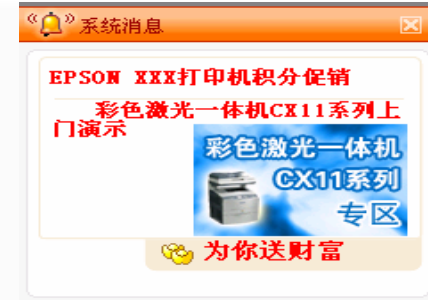 系统消息
EPSON XXX打印机积分促销
彩色激光一体机CX11系列上
门演示
彩色激光一体机
CX11系列
专区
为你送财富